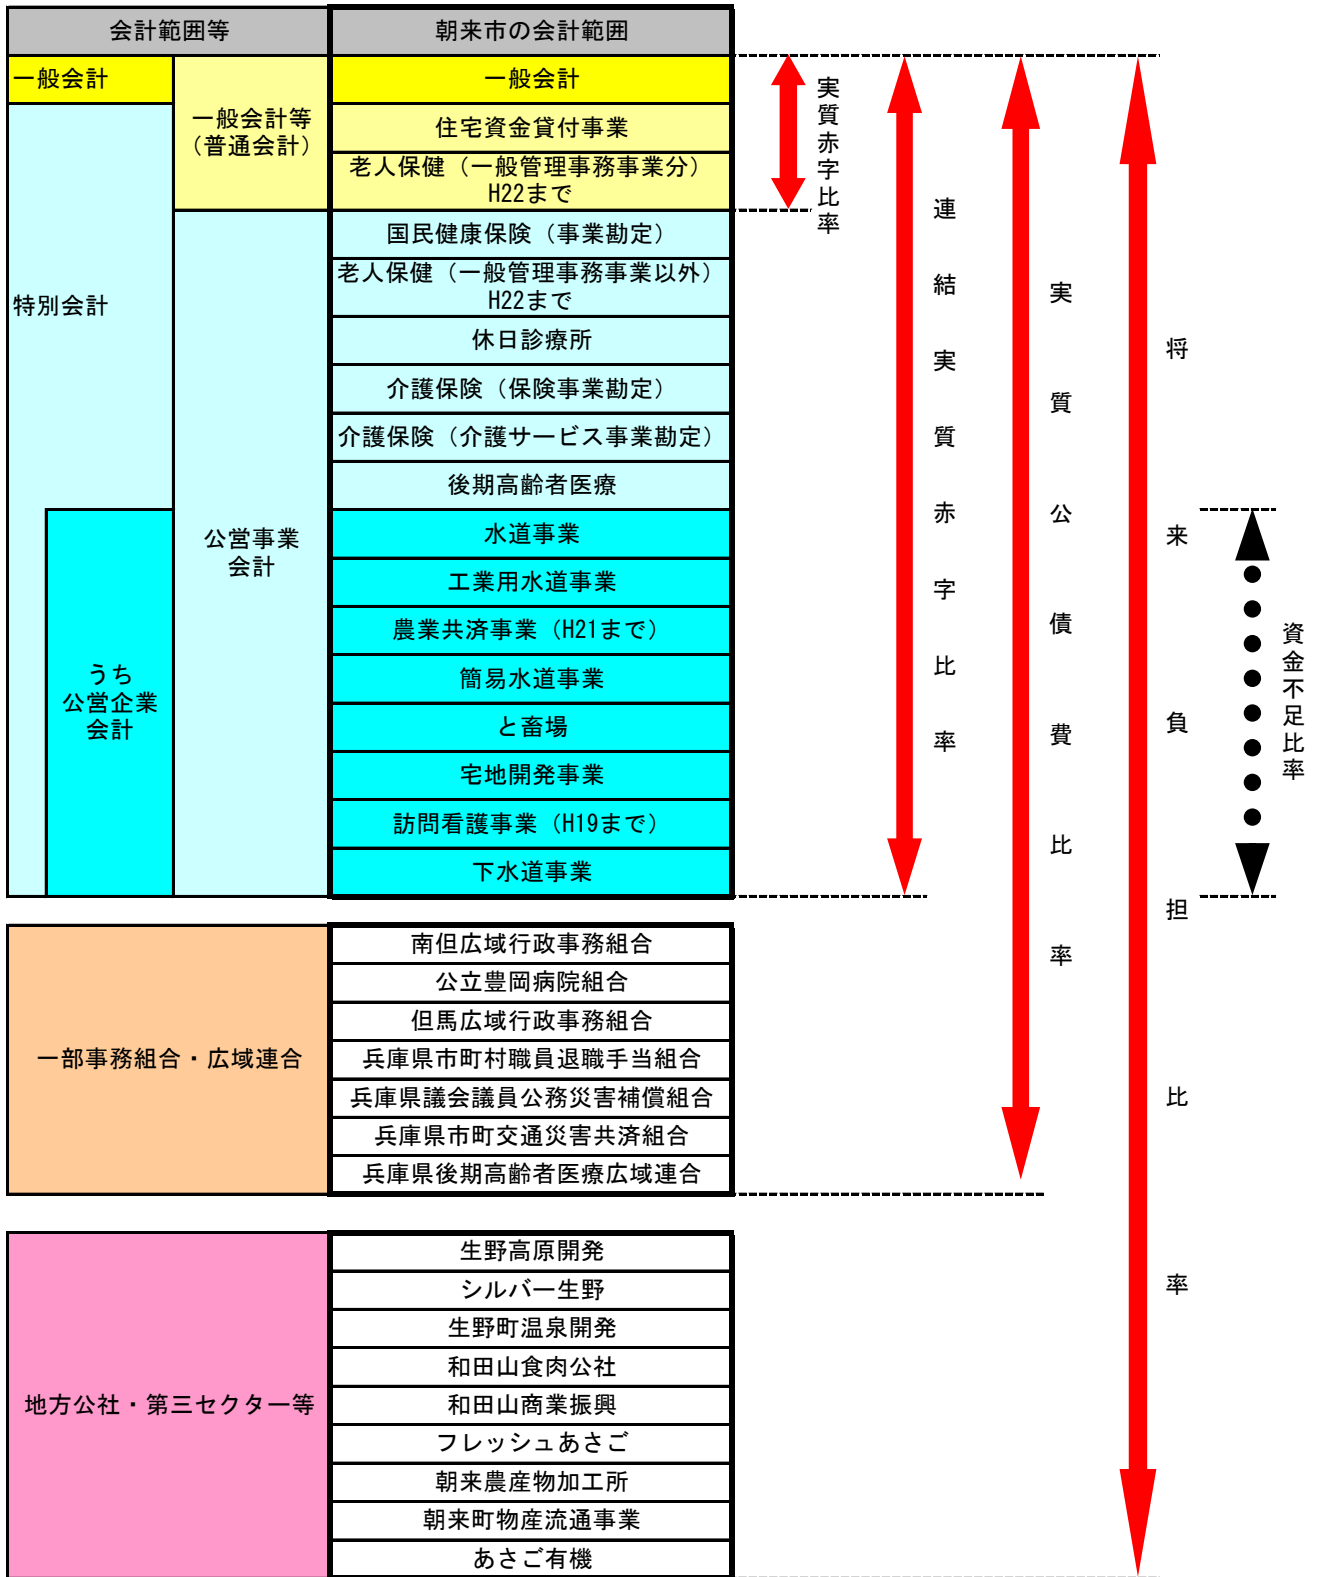 会計範囲等
朝来市の会計範囲
一般会計
一般会計等
（普通会計）
一般会計
住宅資金貸付事業
老人保健（一般管理事務事業分）
H22まで
特別会計
公営事業
会計
国民健康保険（事業勘定）
老人保健（一般管理事務事業以外）
H22まで
休日診療所
介護保険（保険事業勘定）
介護保険（介護サービス事業勘定）
後期高齢者医療
うち
公営企業
会計
水道事業
工業用水道事業
農業共済事業（H21まで）
簡易水道事業
と畜場
宅地開発事業
訪問看護事業（H19まで）
下水道事業
一部事務組合・広域連合
南但広域行政事務組合
公立豊岡病院組合
但馬広域行政事務組合
兵庫県市町村職員退職手当組合
兵庫県議会議員公務災害補償組合
兵庫県市町交通災害共済組合
兵庫県後期高齢者医療広域連合
地方公社・第三セクター等
生野高原開発
シルバー生野
生野町温泉開発
和田山食肉公社
和田山商業振興
フレッシュあさご
朝来農産物加工所
朝来町物産流通事業
あさご有機
実質赤字比率
連結実質赤字比率
実質公債費比率
将来負担比率
資金不足比率